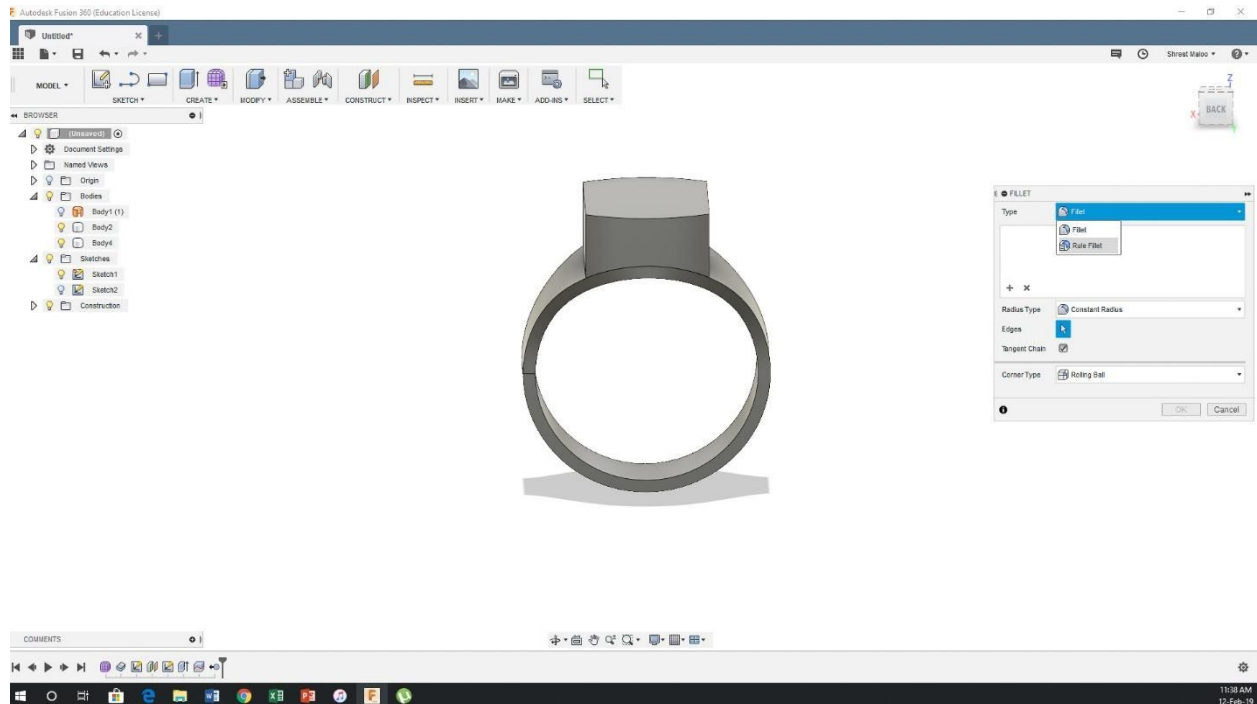 Autodesk Fusion 360 (Education License)
Untitled*
Shrest Maloo
MODEL
SKETCH
CREATE
MODIFY
ASSEMBLE
CONSTRUCT
INSPECT
INSERT
MAKE
ADD-INS
SELECT
Z
BACK
X
Y
BROWSER
(Unsaved)
Document Settings
Named Views
Origin
Bodies
Body1 (1)
Body2
Body4
Sketches
Sketch1
Sketch2
Construction
FILLET
Type Fillet
Fillet
Rule Fillet
Radius Type Constant Radius
Edges
Tangent Chain
Corner Type Rolling Ball
OK Cancel
COMMENTS
11:38 AM
12-Feb-19